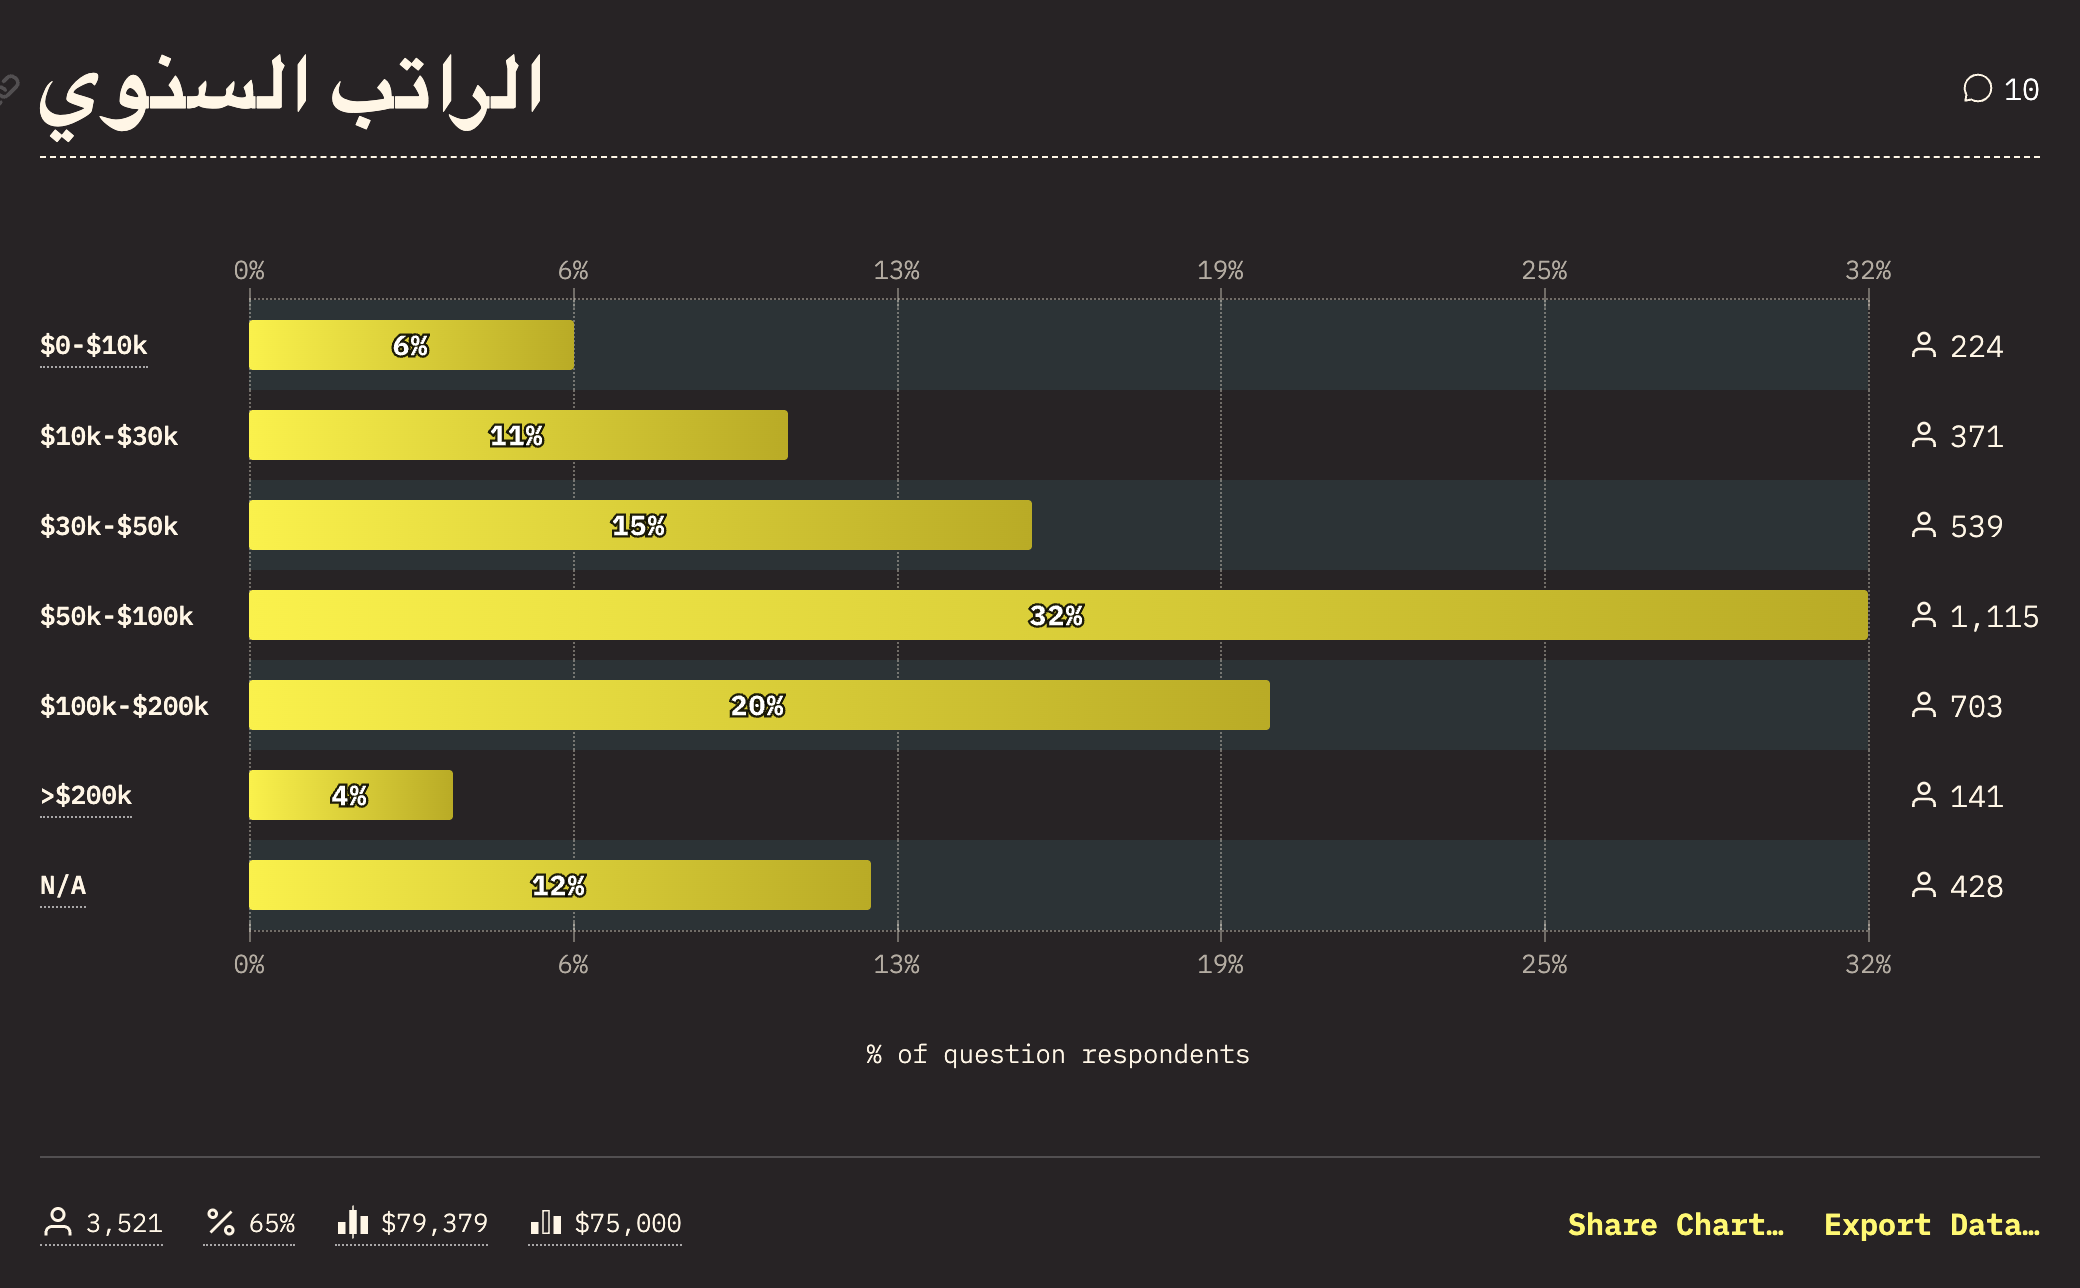 الراتب السنوي
10
0% 6% 13% 19% 25% 32%
$0-$10k 6% 224
$10k-$30k 11% 371
$30k-$50k 15% 539
$50k-$100k 32% 1,115
$100k-$200k 20% 703
>$200k 4% 141
N/A 12% 428
0% 6% 13% 19% 25% 32%
% of question respondents
3,521 65% $79,379 $75,000 Share Chart… Export Data…